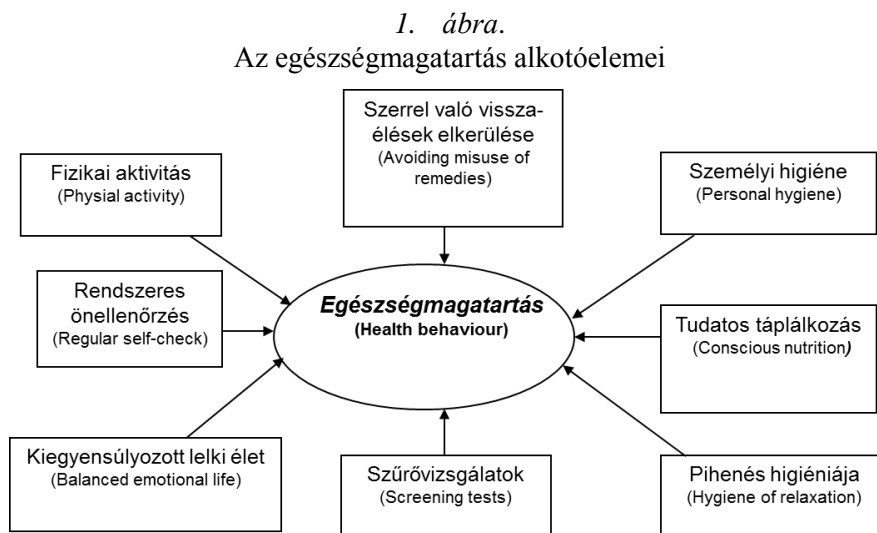 1. ábra.
Az egészségmagatartás alkotóelemei
Szerrel való vissza-
élések elkerülése
(Avoiding misuse of
remedies)
Fizikai aktivitás
(Physial activity)
Személyi higiéne
(Personal hygiene)
Rendszeres
önellenőrzés
(Regular self-check)
Egészségmagatartás
(Health behaviour)
Tudatos táplálkozás
(Conscious nutrition)
Kiegyensúlyozott lelki élet
(Balanced emotional life)
Szűrővizsgálatok
(Screening tests)
Pihenés higiéniája
(Hygiene of relaxation)